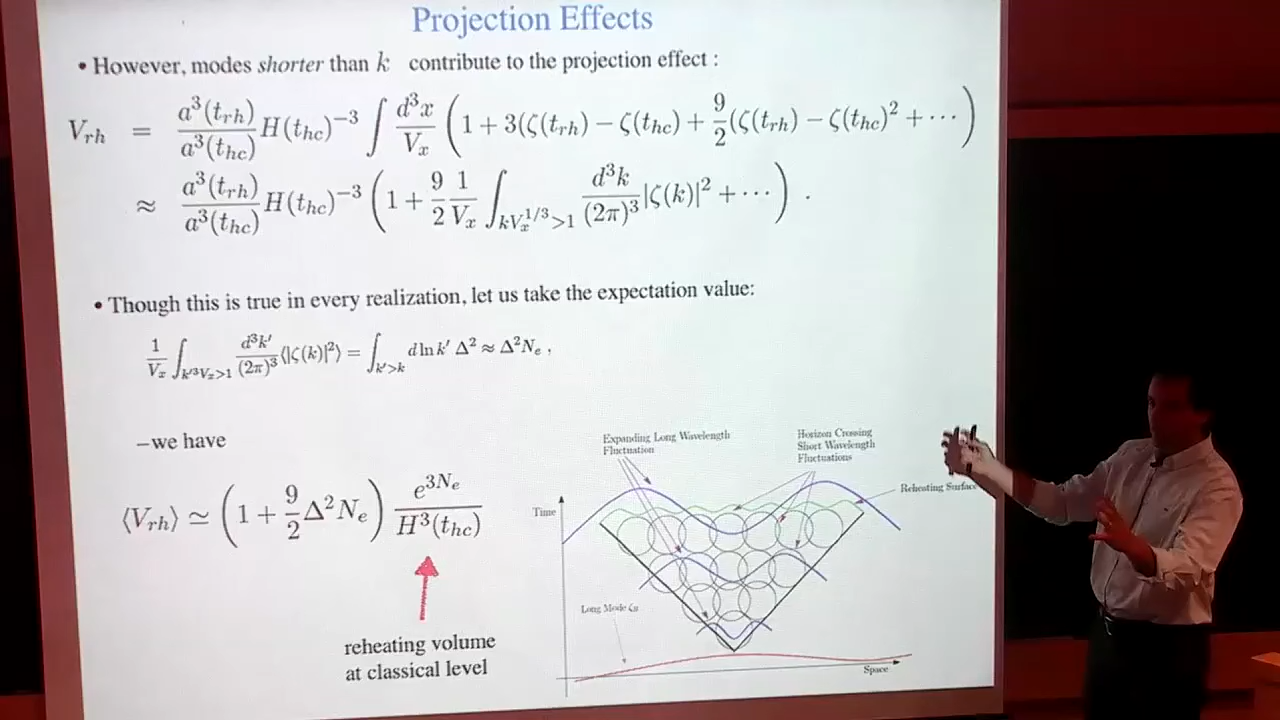 Projection Effects
• However, modes shorter than k contribute to the projection effect :
V_rh = a³(t_rh)/a³(t_hc) H(t_hc)⁻³ ∫ d³x/V_x (1 + 3(ζ(t_rh) − ζ(t_hc) + 9/2 (ζ(t_rh) − ζ(t_hc)² + ⋯)
≈ a³(t_rh)/a³(t_hc) H(t_hc)⁻³ (1 + 9/2 1/V_x ∫_{kV_x^{1/3}>1} d³k/(2π)³ |ζ(k)|² + ⋯) .
• Though this is true in every realization, let us take the expectation value:
1/V_x ∫_{k'³V_x>1} d³k'/(2π)³ ⟨|ζ(k)|²⟩ = ∫_{k'>k} d ln k' Δ² ≈ Δ²N_e ,
–we have
⟨V_rh⟩ ≃ (1 + 9/2 Δ²N_e) e^{3N_e}/H³(t_hc)
reheating volume
at classical level
Expanding Long Wavelength
Fluctuation
Horizon Crossing
Short Wavelength
Fluctuations
Reheating Surface
Time
Long Mode
Space